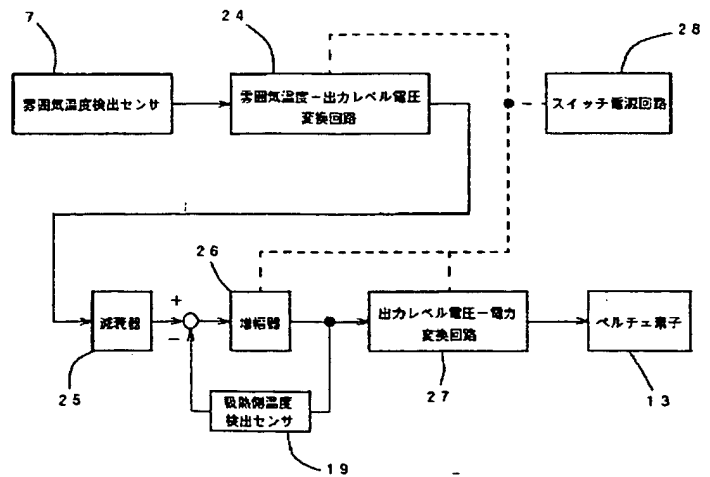 7
24
28
雰囲気温度検出センサ
雰囲気温度－出力レベル電圧
変換回路
スイッチ電源回路
26
+
−
減衰器
増幅器
出力レベル電圧－電力
変換回路
ペルチェ素子
25
吸熱側温度
検出センサ
27
13
19